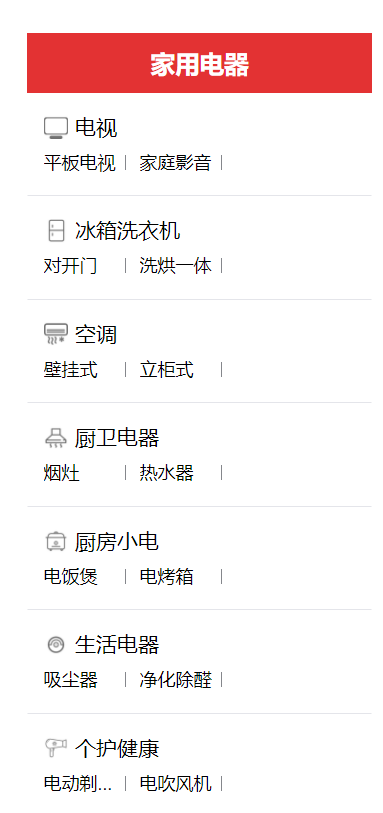 家用电器
电视
平板电视 | 家庭影音 |
冰箱洗衣机
对开门 | 洗烘一体 |
空调
壁挂式 | 立柜式 |
厨卫电器
烟灶 | 热水器 |
厨房小电
电饭煲 | 电烤箱 |
生活电器
吸尘器 | 净化除醛 |
个护健康
电动剃... | 电吹风机 |